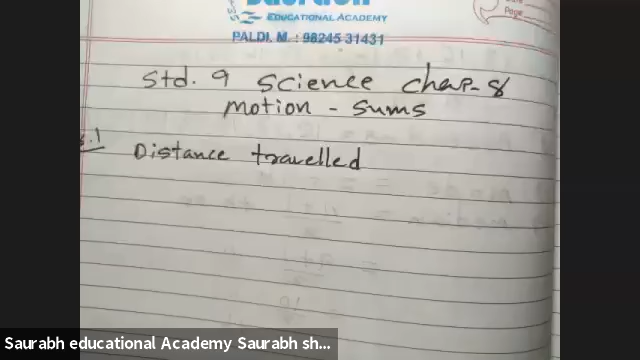 EDUCATIONAL ACADEMY
PALDI. M. : 98245 31431
Page
Std. 9 Science chap-8
motion - sums
Distance travelled
Saurabh educational Academy Saurabh sh...